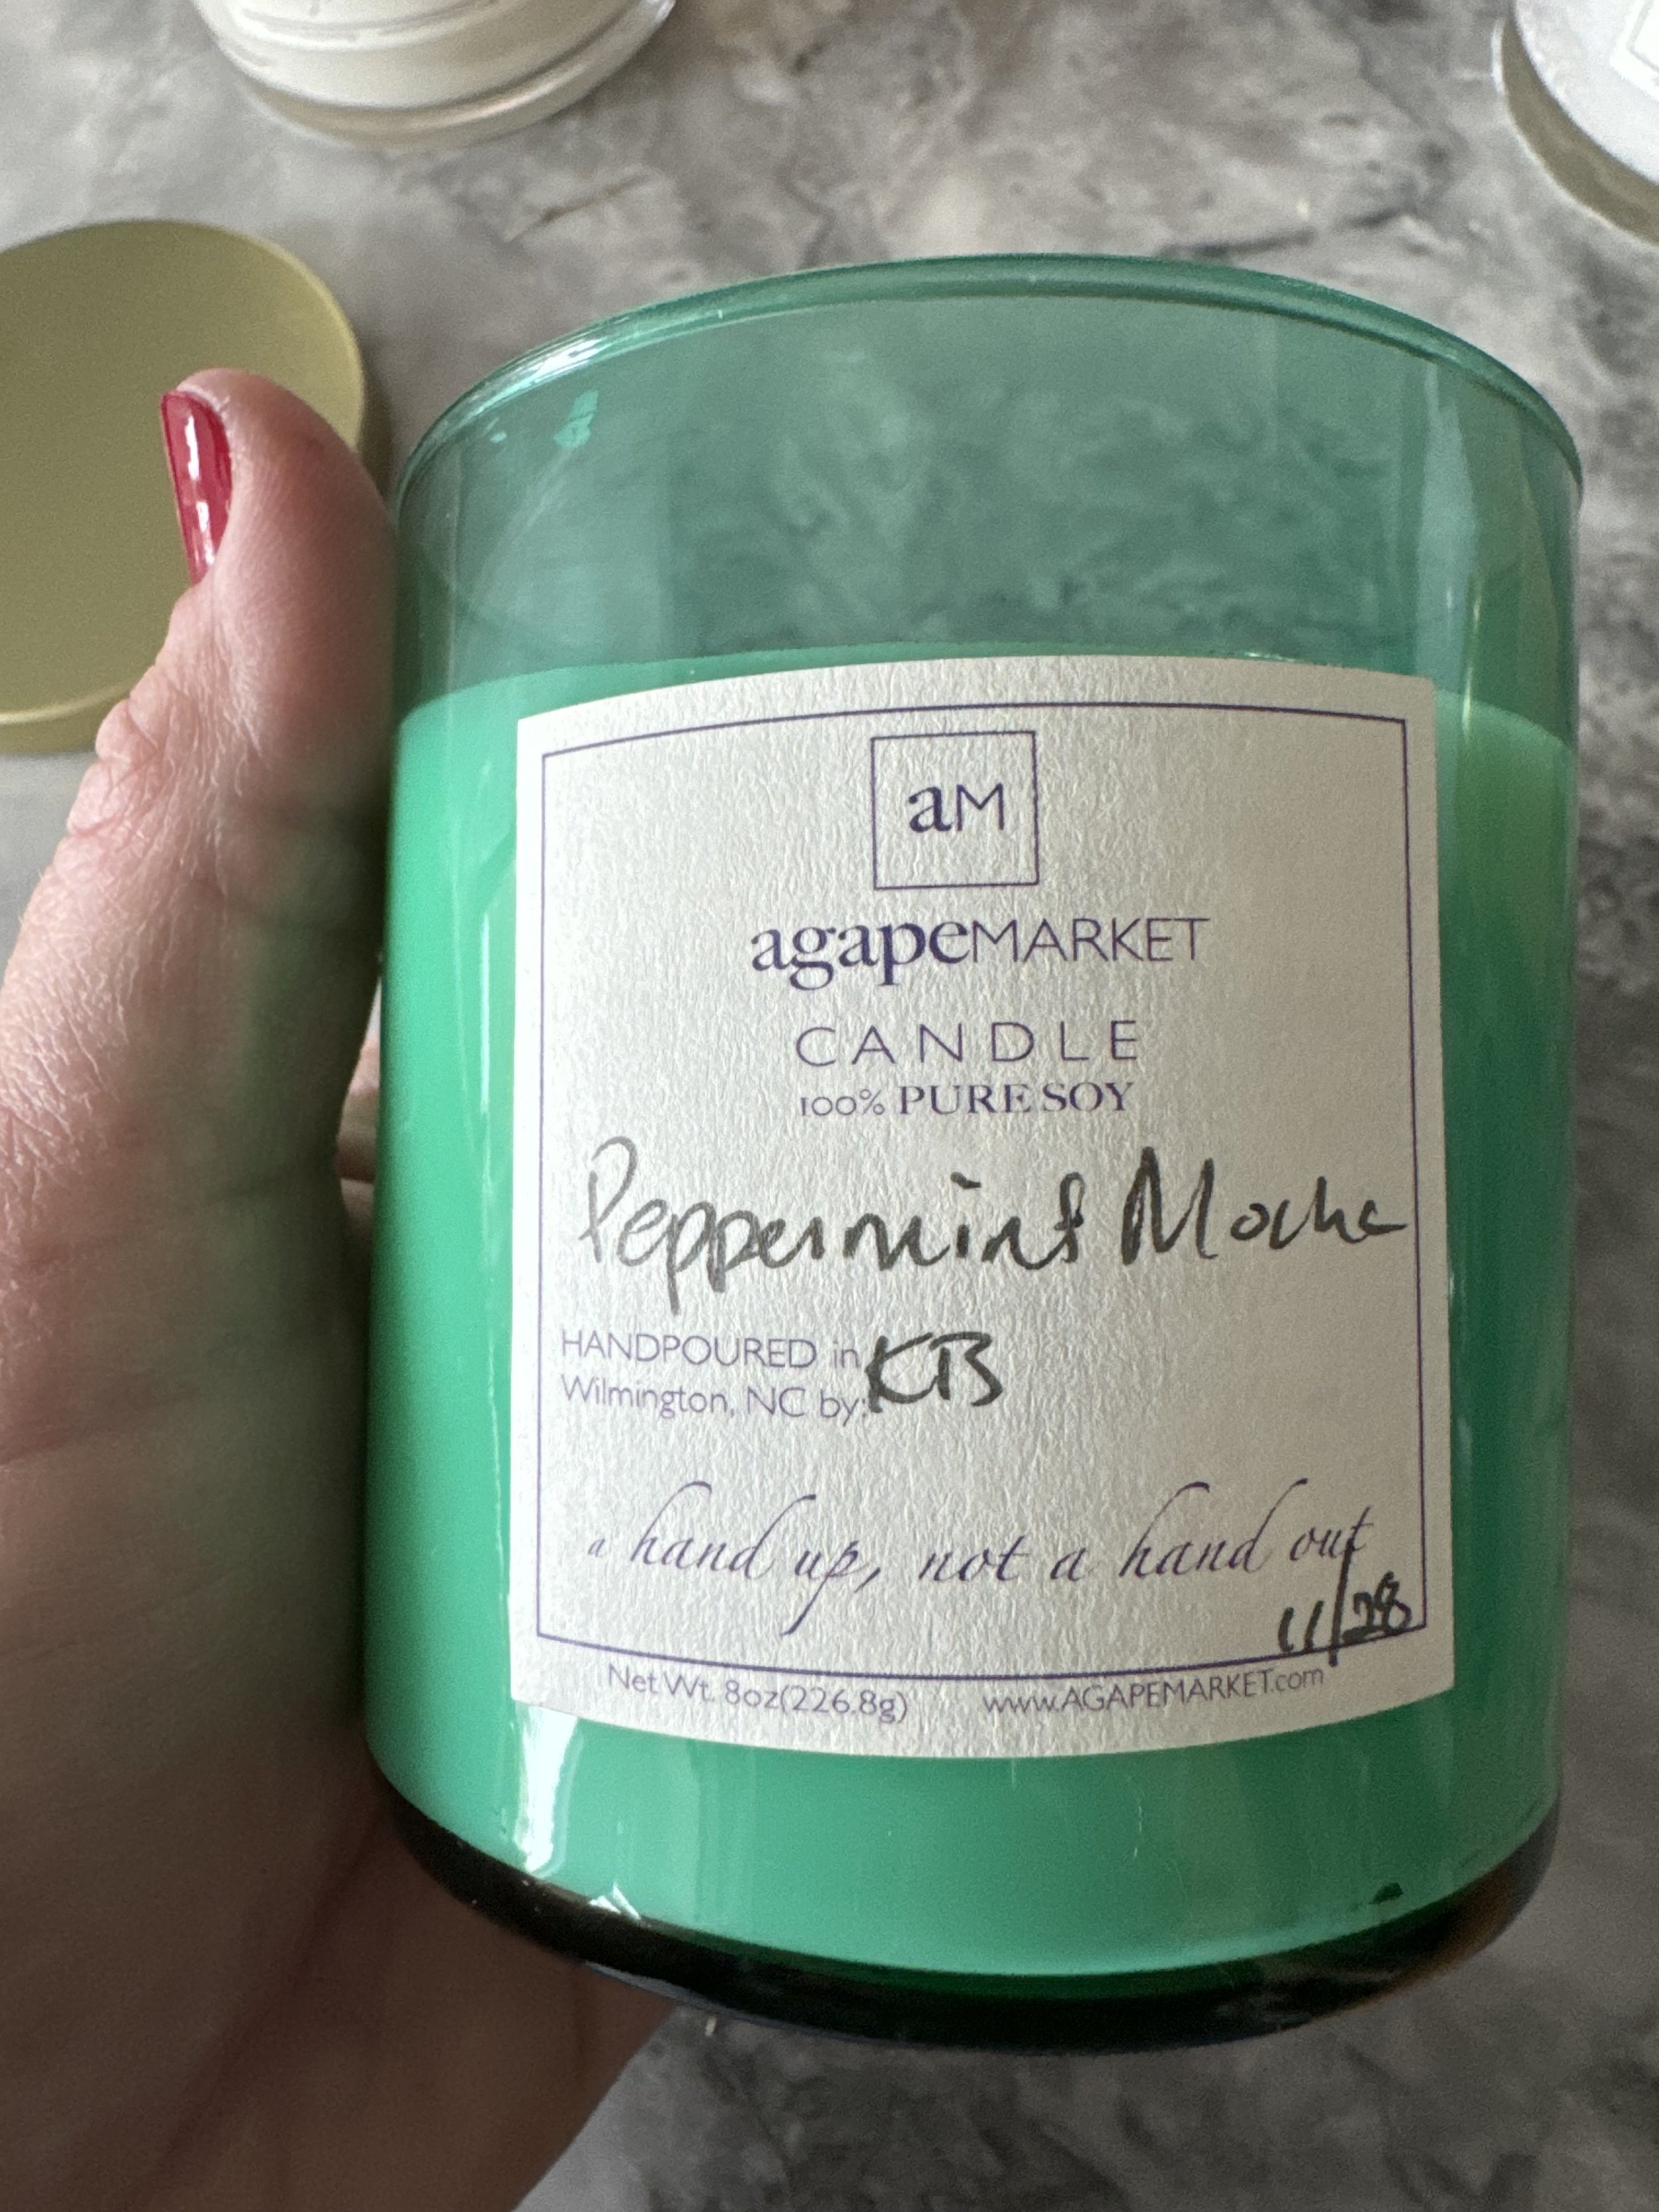 aM
agapeMARKET
CANDLE
100% PURE SOY
Peppermint Mocha
HANDPOURED in
Wilmington, NC by: KB
a hand up, not a hand out
11/28
Net Wt. 8oz(226.8g) www.AGAPEMARKET.com